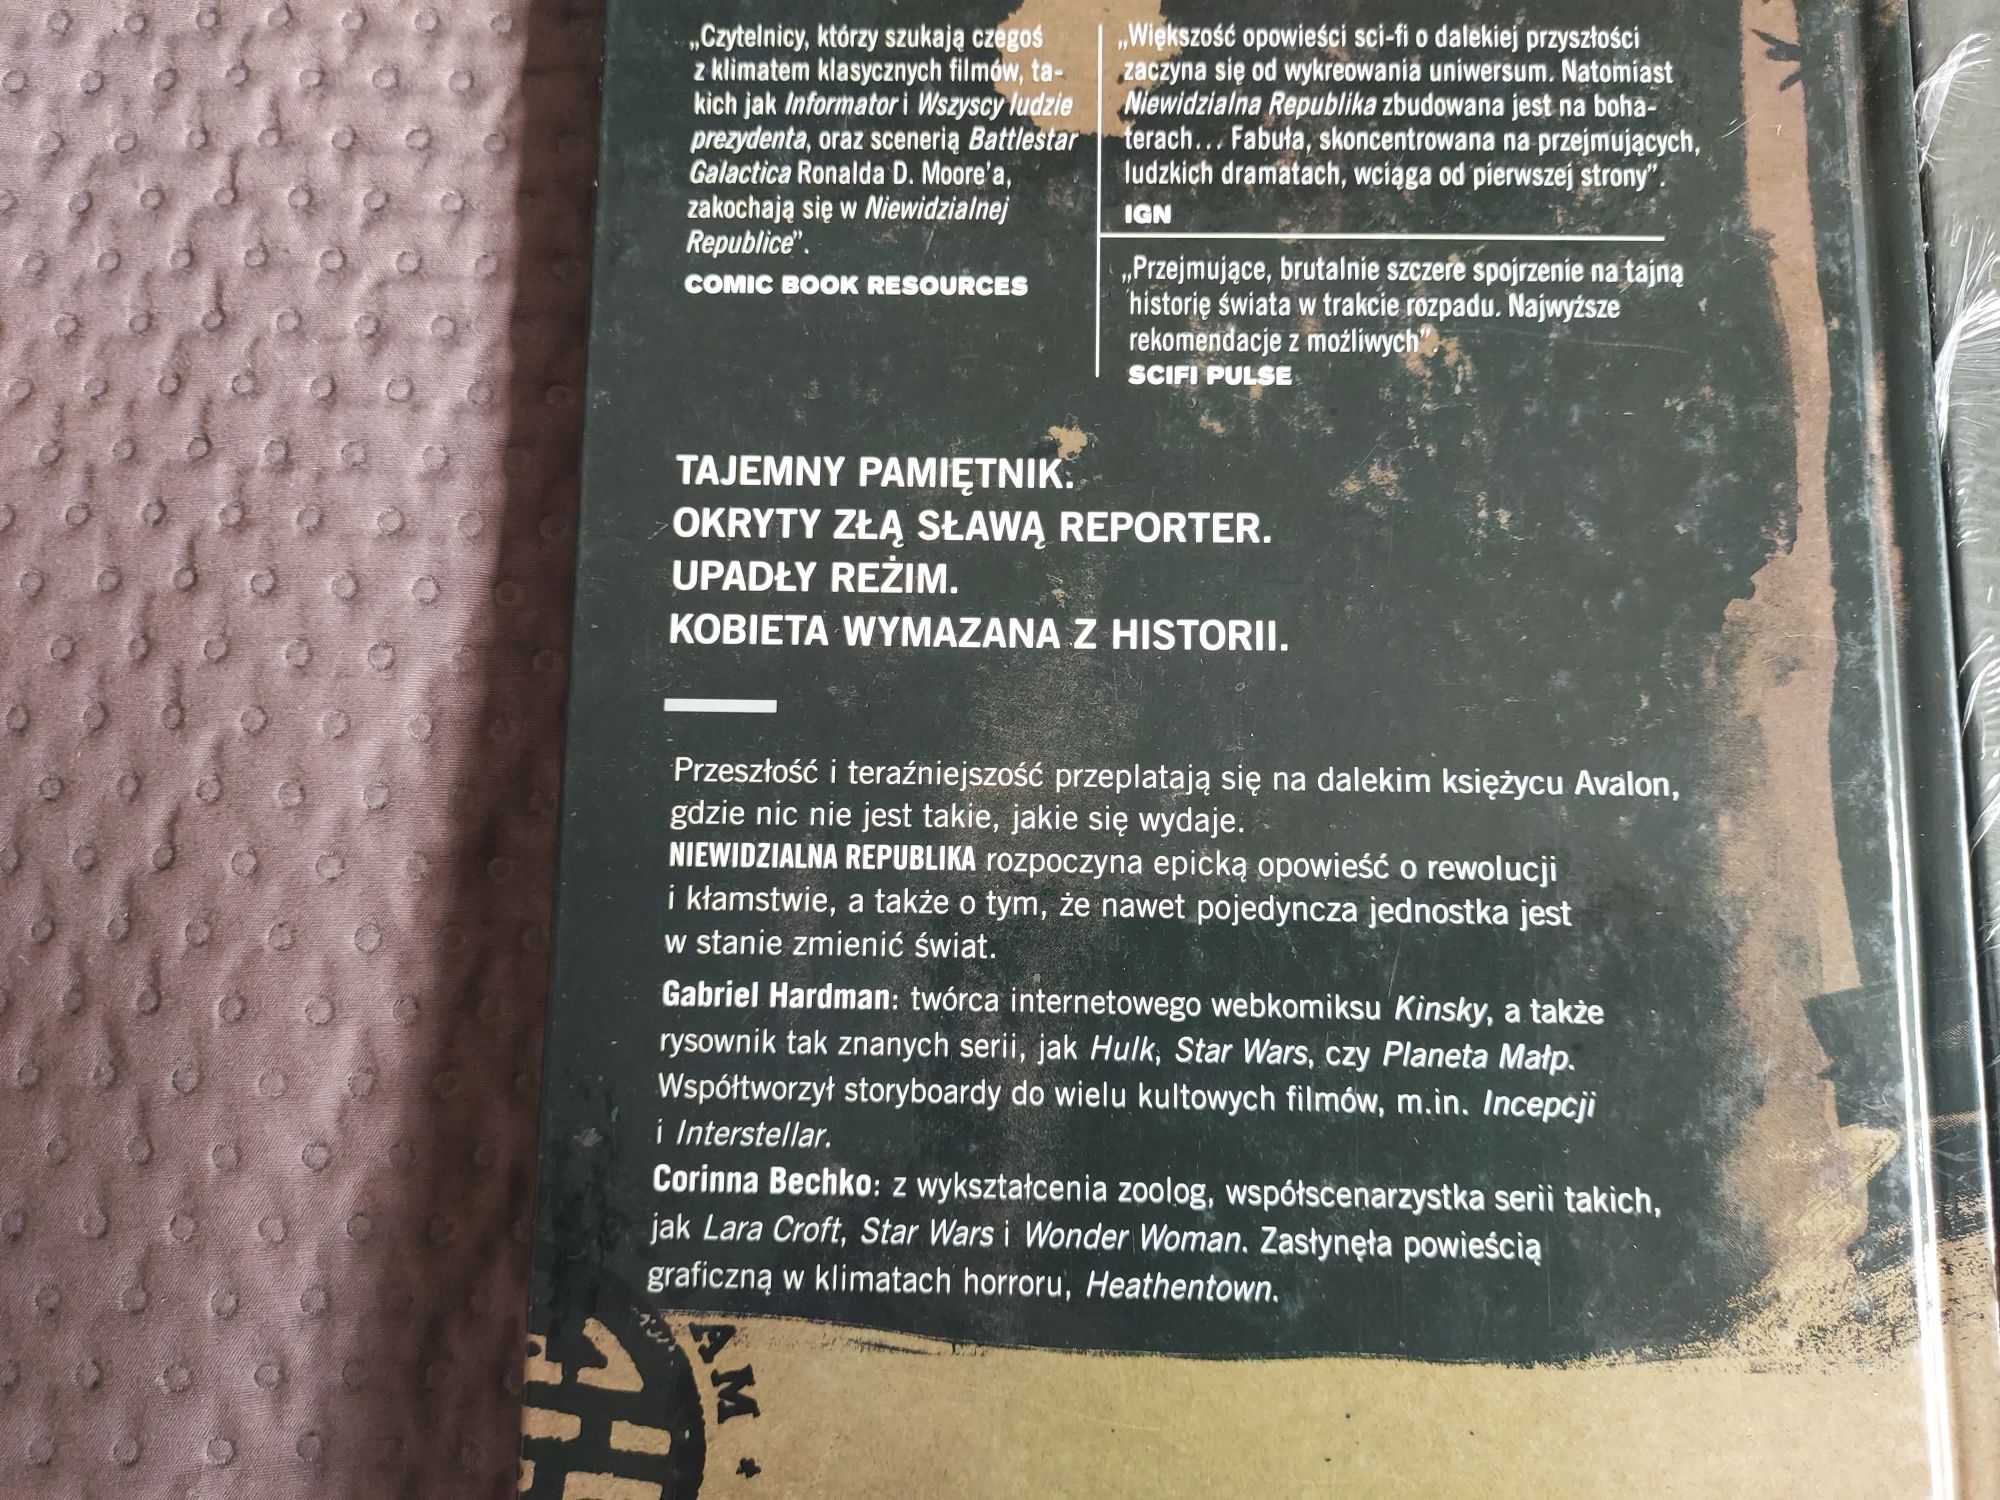 „Czytelnicy, którzy szukają czegoś
z klimatem klasycznych filmów, ta-
kich jak Informator i Wszyscy ludzie
prezydenta, oraz scenerią Battlestar
Galactica Ronalda D. Moore’a,
zakochają się w Niewidzialnej
Republice”.
COMIC BOOK RESOURCES
„Większość opowieści sci-fi o dalekiej przyszłości
zaczyna się od wykreowania uniwersum. Natomiast
Niewidzialna Republika zbudowana jest na boha-
terach... Fabuła, skoncentrowana na przejmujących,
ludzkich dramatach, wciąga od pierwszej strony”.
IGN
„Przejmujące, brutalnie szczere spojrzenie na tajną
historię świata w trakcie rozpadu. Najwyższe
rekomendacje z możliwych”.
SCIFI PULSE
TAJEMNY PAMIĘTNIK.
OKRYTY ZŁĄ SŁAWĄ REPORTER.
UPADŁY REŻIM.
KOBIETA WYMAZANA Z HISTORII.
Przeszłość i teraźniejszość przeplatają się na dalekim księżycu Avalon,
gdzie nic nie jest takie, jakie się wydaje.
NIEWIDZIALNA REPUBLIKA rozpoczyna epicką opowieść o rewolucji
i kłamstwie, a także o tym, że nawet pojedyncza jednostka jest
w stanie zmienić świat.
Gabriel Hardman: twórca internetowego webkomiksu Kinsky, a także
rysownik tak znanych serii, jak Hulk, Star Wars, czy Planeta Małp.
Współtworzył storyboardy do wielu kultowych filmów, m.in. Incepcji
i Interstellar.
Corinna Bechko: z wykształcenia zoolog, współscenarzystka serii takich,
jak Lara Croft, Star Wars i Wonder Woman. Zasłynęła powieścią
graficzną w klimatach horroru, Heathentown.
AM